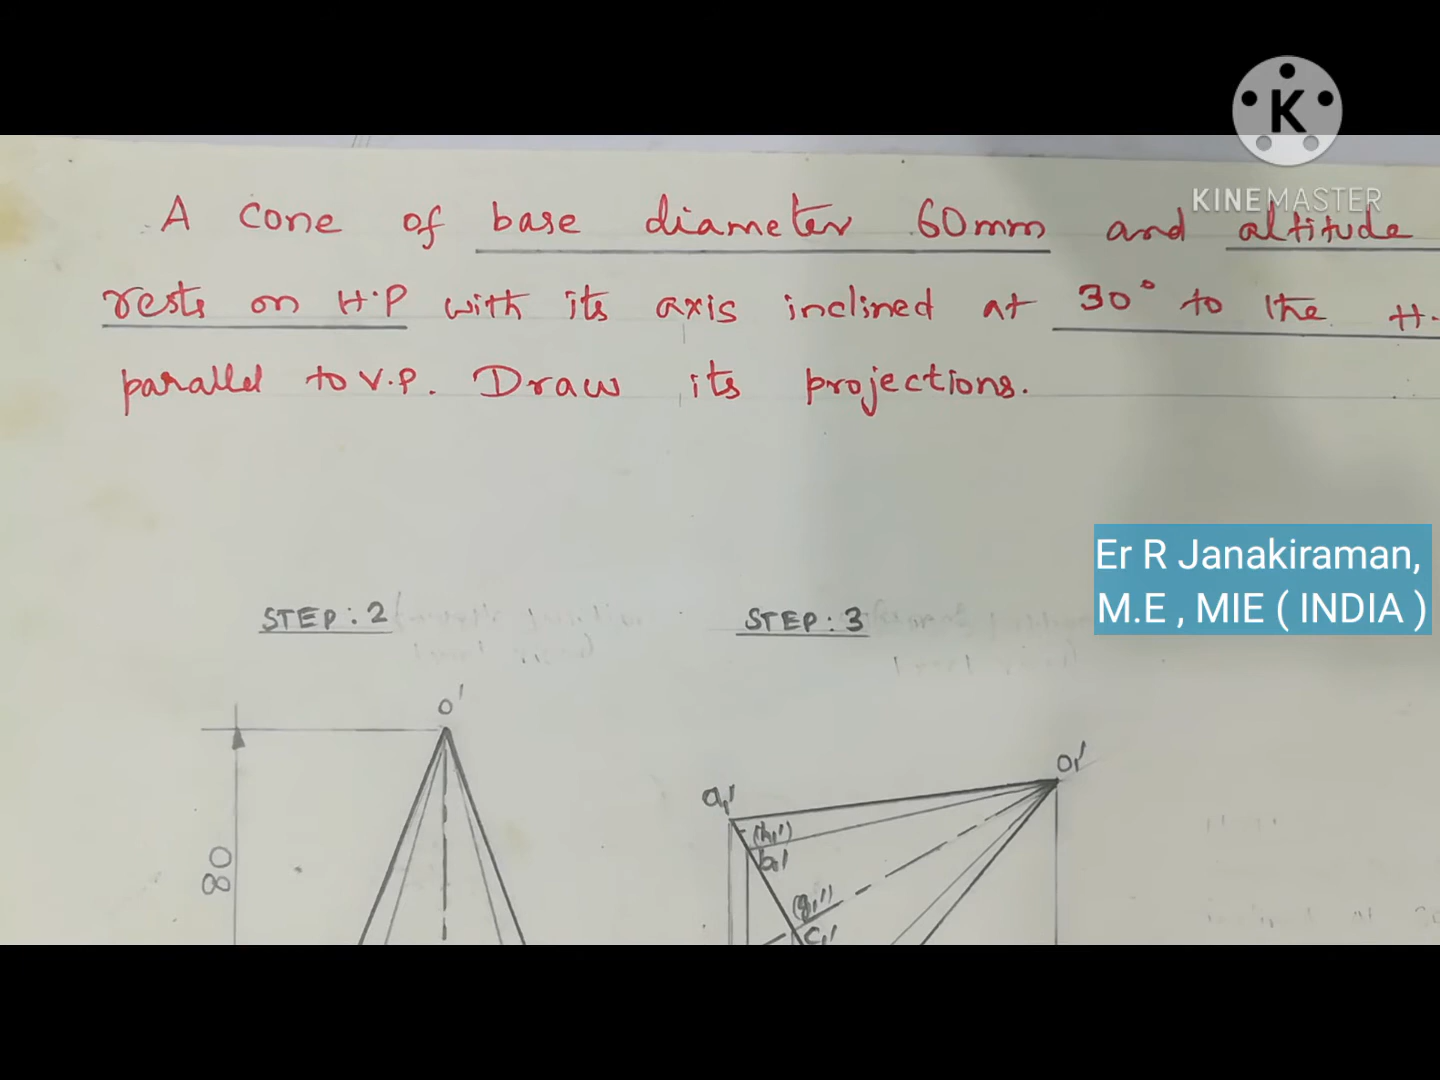 KINEMASTER
A cone of base diameter 60mm and altitude
rests on H.P with its axis inclined at 30° to the H.
parallel to V.P. Draw its projections.
Er R Janakiraman,
M.E , MIE ( INDIA )
STEP: 2
STEP: 3
o'
o₁'
a₁'
(h₁')
b₁'
80
(g₁')
c₁'